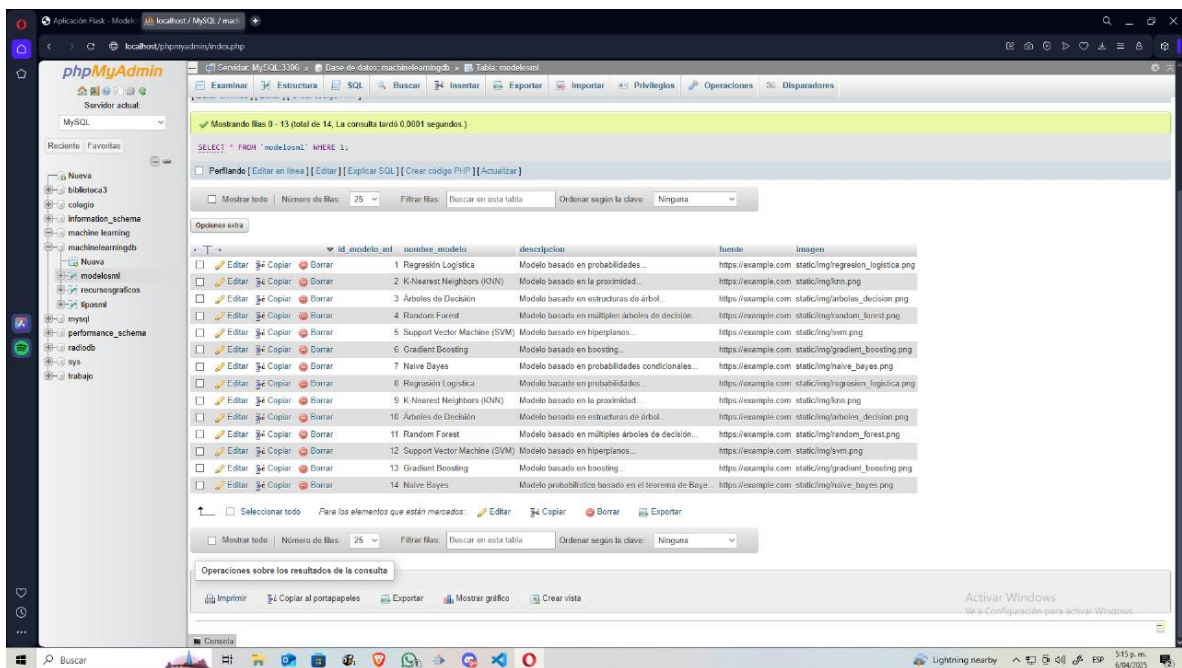 Aplicación Flask - Modelo
localhost / MySQL / mach
localhost/phpmyadmin/index.php
phpMyAdmin
Servidor actual:
MySQL
Reciente Favoritas
Nueva
biblioteca3
colegio
information_schema
machine learning
machinelearningdb
Nueva
modelosml
recursosgraficos
tiposml
mysql
performance_schema
radiodb
sys
trabajo
Servidor: MySQL:3306 » Base de datos: machinelearningdb » Tabla: modelosml
Examinar Estructura SQL Buscar Insertar Exportar Importar Privilegios Operaciones Disparadores
Mostrando filas 0 - 13 (total de 14, La consulta tardó 0,0001 segundos.)
SELECT * FROM `modelosml` WHERE 1;
Perfilando [ Editar en línea ] [ Editar ] [ Explicar SQL ] [ Crear código PHP ] [ Actualizar ]
Mostrar todo Número de filas: 25 Filtrar filas: Buscar en esta tabla Ordenar según la clave: Ninguna
Opciones extra
id_modelo_ml nombre_modelo descripcion fuente imagen
Editar Copiar Borrar 1 Regresión Logística Modelo basado en probabilidades... https://example.com static/img/regresion_logistica.png
Editar Copiar Borrar 2 K-Nearest Neighbors (KNN) Modelo basado en la proximidad... https://example.com static/img/knn.png
Editar Copiar Borrar 3 Árboles de Decisión Modelo basado en estructuras de árbol... https://example.com static/img/arboles_decision.png
Editar Copiar Borrar 4 Random Forest Modelo basado en múltiples árboles de decisión... https://example.com static/img/random_forest.png
Editar Copiar Borrar 5 Support Vector Machine (SVM) Modelo basado en hiperplanos... https://example.com static/img/svm.png
Editar Copiar Borrar 6 Gradient Boosting Modelo basado en boosting... https://example.com static/img/gradient_boosting.png
Editar Copiar Borrar 7 Naive Bayes Modelo basado en probabilidades condicionales... https://example.com static/img/naive_bayes.png
Editar Copiar Borrar 8 Regresión Logística Modelo basado en probabilidades... https://example.com static/img/regresion_logistica.png
Editar Copiar Borrar 9 K-Nearest Neighbors (KNN) Modelo basado en la proximidad... https://example.com static/img/knn.png
Editar Copiar Borrar 10 Árboles de Decisión Modelo basado en estructuras de árbol... https://example.com static/img/arboles_decision.png
Editar Copiar Borrar 11 Random Forest Modelo basado en múltiples árboles de decisión... https://example.com static/img/random_forest.png
Editar Copiar Borrar 12 Support Vector Machine (SVM) Modelo basado en hiperplanos... https://example.com static/img/svm.png
Editar Copiar Borrar 13 Gradient Boosting Modelo basado en boosting... https://example.com static/img/gradient_boosting.png
Editar Copiar Borrar 14 Naive Bayes Modelo probabilístico basado en el teorema de Baye... https://example.com static/img/naive_bayes.png
Seleccionar todo Para los elementos que están marcados: Editar Copiar Borrar Exportar
Mostrar todo Número de filas: 25 Filtrar filas: Buscar en esta tabla Ordenar según la clave: Ninguna
Operaciones sobre los resultados de la consulta
Imprimir Copiar al portapapeles Exportar Mostrar gráfico Crear vista
Activar Windows
Ve a Configuración para activar Windows.
Consola
Buscar
Lightning nearby
ESP
5:15 p. m.
6/04/2025